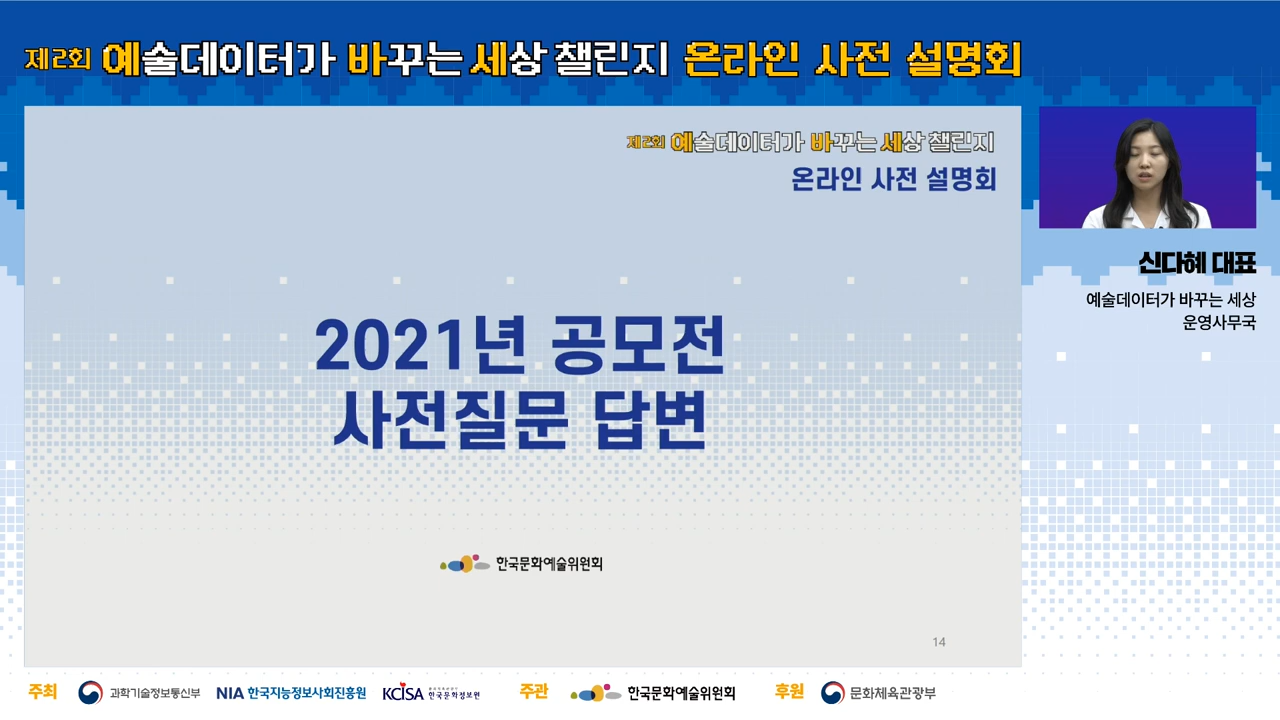 제2회 예술데이터가 바꾸는 세상 챌린지 온라인 사전 설명회
제2회 예술데이터가 바꾸는 세상 챌린지
온라인 사전 설명회
2021년 공모전
사전질문 답변
한국문화예술위원회
14
신다혜 대표
예술데이터가 바꾸는 세상
운영사무국
주최 과학기술정보통신부 NIA 한국지능정보사회진흥원 KCISA 한국문화정보원 주관 한국문화예술위원회 후원 문화체육관광부